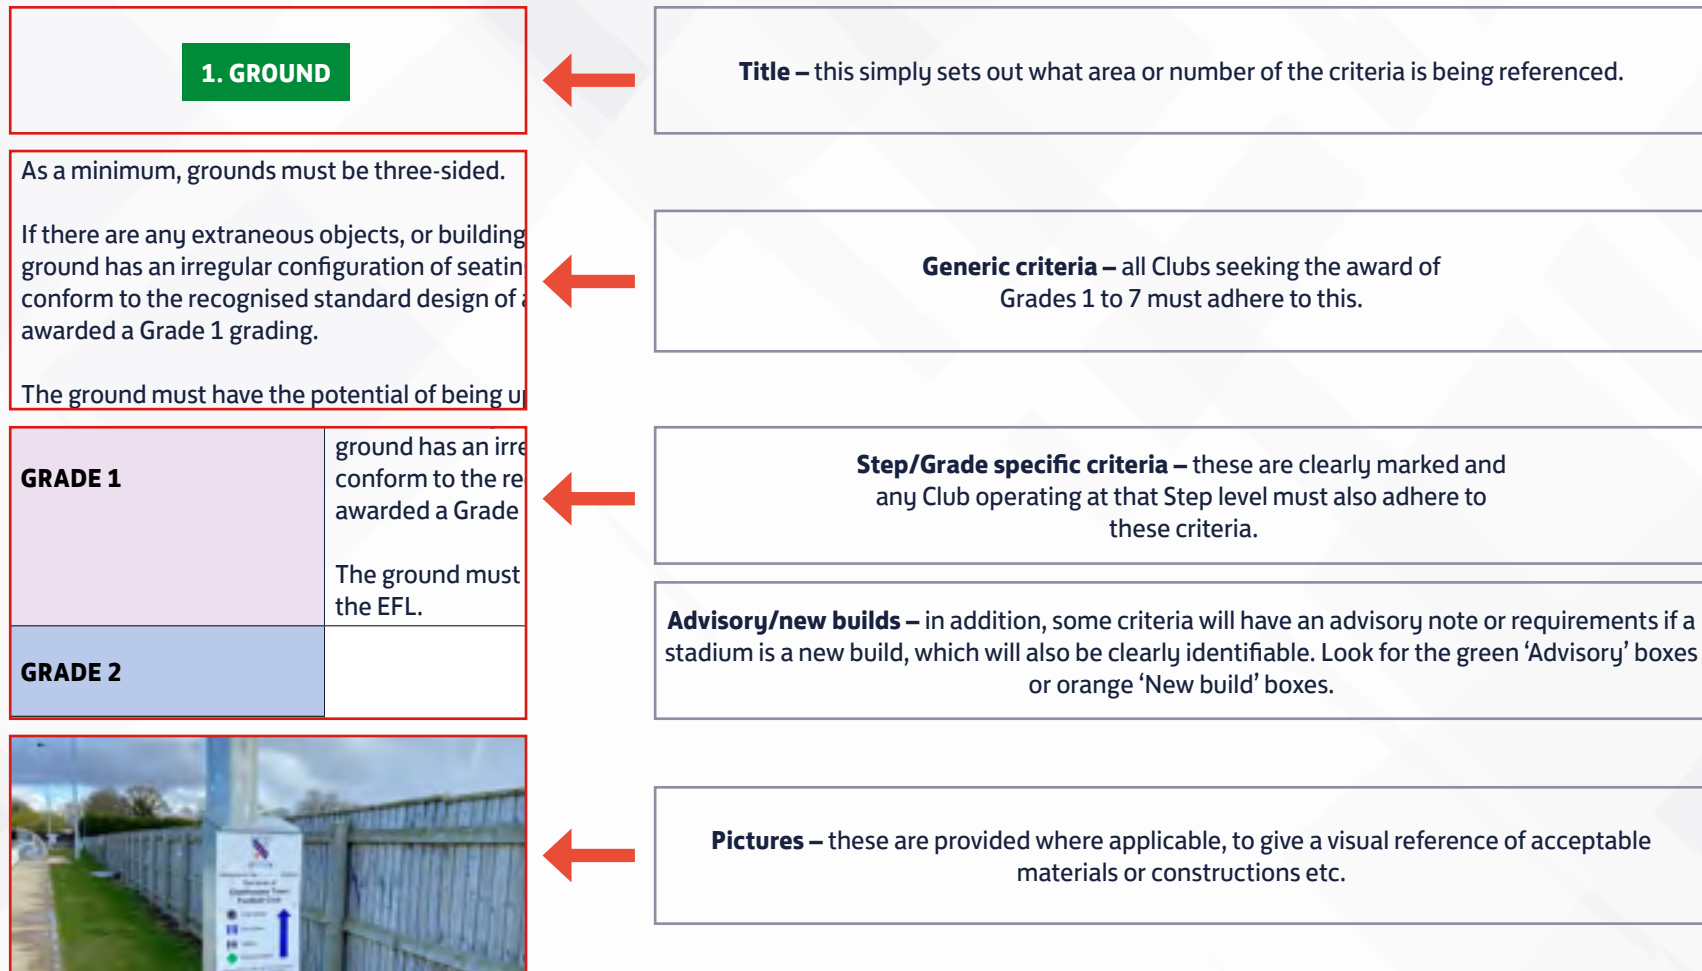 1. GROUND
Title – this simply sets out what area or number of the criteria is being referenced.
As a minimum, grounds must be three-sided.
If there are any extraneous objects, or building
ground has an irregular configuration of seatin
conform to the recognised standard design of a
awarded a Grade 1 grading.
The ground must have the potential of being up
Generic criteria – all Clubs seeking the award of
Grades 1 to 7 must adhere to this.
GRADE 1
ground has an irre
conform to the re
awarded a Grade
The ground must
the EFL.
GRADE 2
Step/Grade specific criteria – these are clearly marked and
any Club operating at that Step level must also adhere to
these criteria.
Advisory/new builds – in addition, some criteria will have an advisory note or requirements if a
stadium is a new build, which will also be clearly identifiable. Look for the green ‘Advisory’ boxes
or orange ‘New build’ boxes.
Pictures – these are provided where applicable, to give a visual reference of acceptable
materials or constructions etc.